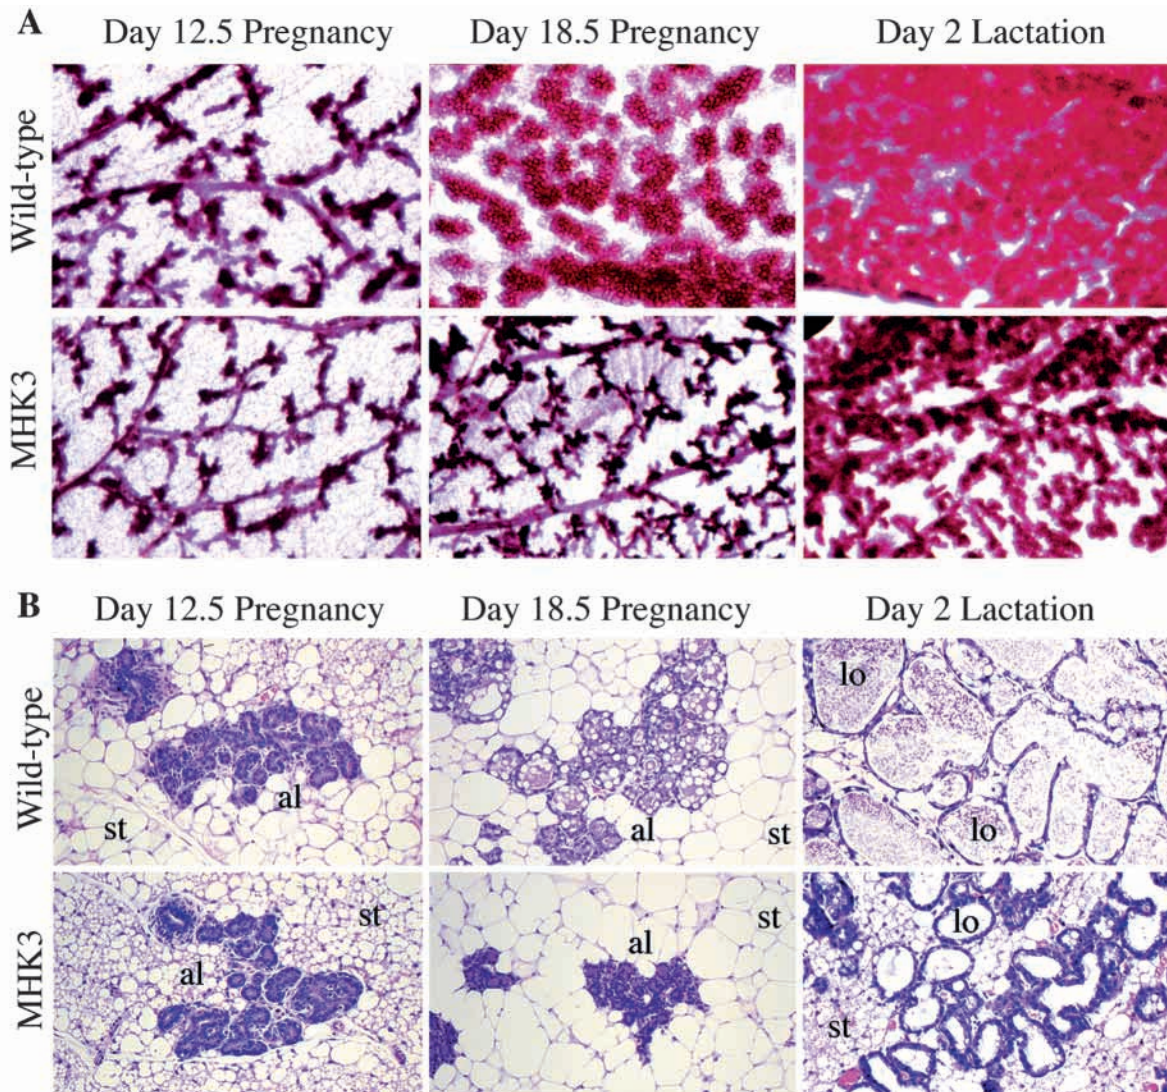 A
Day 12.5 Pregnancy Day 18.5 Pregnancy Day 2 Lactation
Wild-type
MHK3
B
Day 12.5 Pregnancy Day 18.5 Pregnancy Day 2 Lactation
Wild-type
st al al st lo lo
MHK3
al st al st lo st